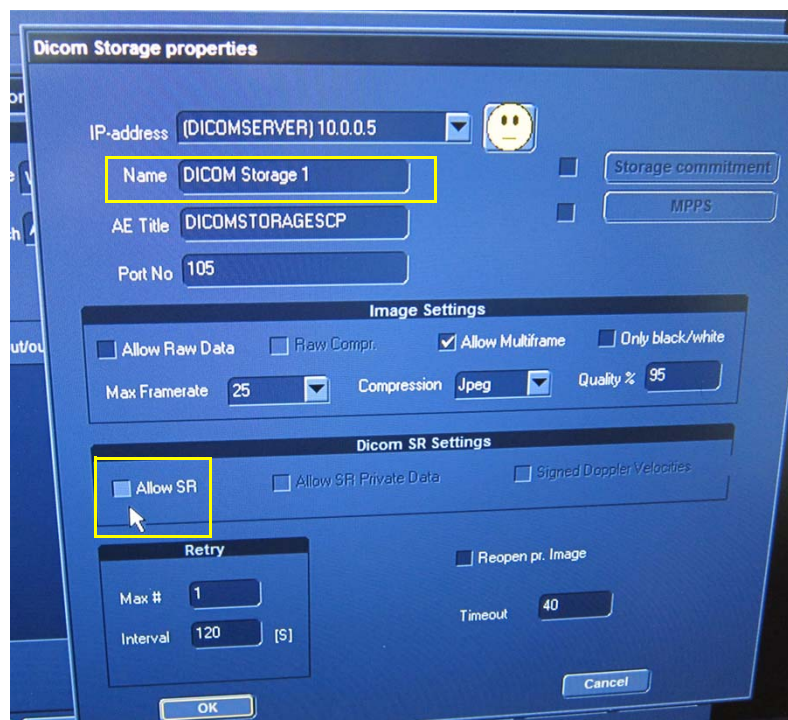 Dicom Storage properties
IP-address (DICOMSERVER) 10.0.0.5
Name DICOM Storage 1
Storage commitment
AE Title DICOMSTORAGESCP
MPPS
Port No 105
Image Settings
Allow Raw Data Raw Compr. Allow Multiframe Only black/white
Max Framerate 25 Compression Jpeg Quality % 95
Dicom SR Settings
Allow SR Allow SR Private Data Signed Doppler Velocities
Retry
Reopen pr. Image
Max # 1
Timeout 40
Interval 120 [S]
OK
Cancel